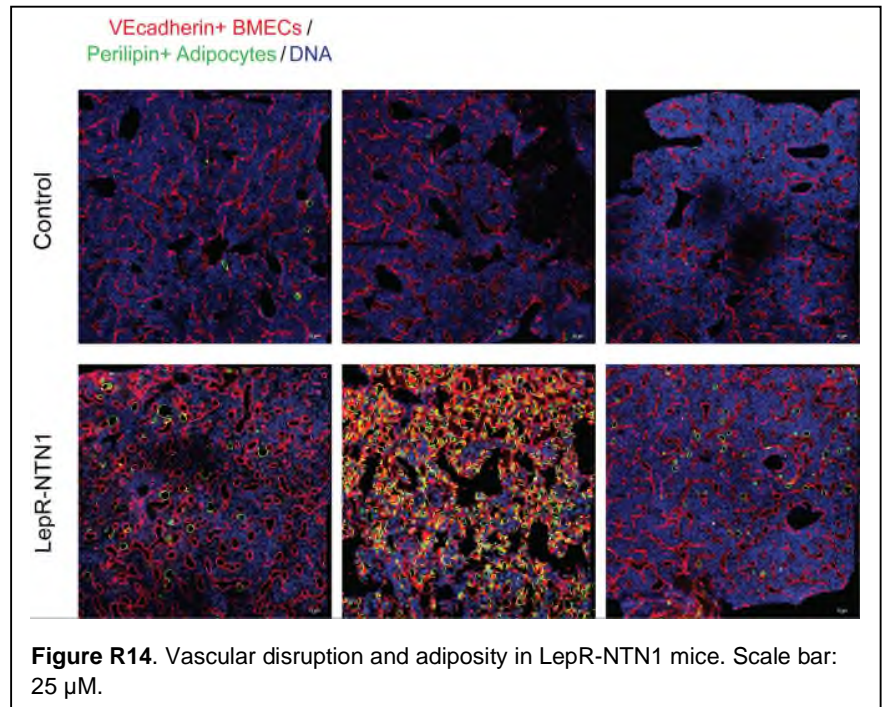 VEcadherin+ BMECs /
Perilipin+ Adipocytes / DNA
Control
LepR-NTN1
Figure R14. Vascular disruption and adiposity in LepR-NTN1 mice. Scale bar:
25 µM.